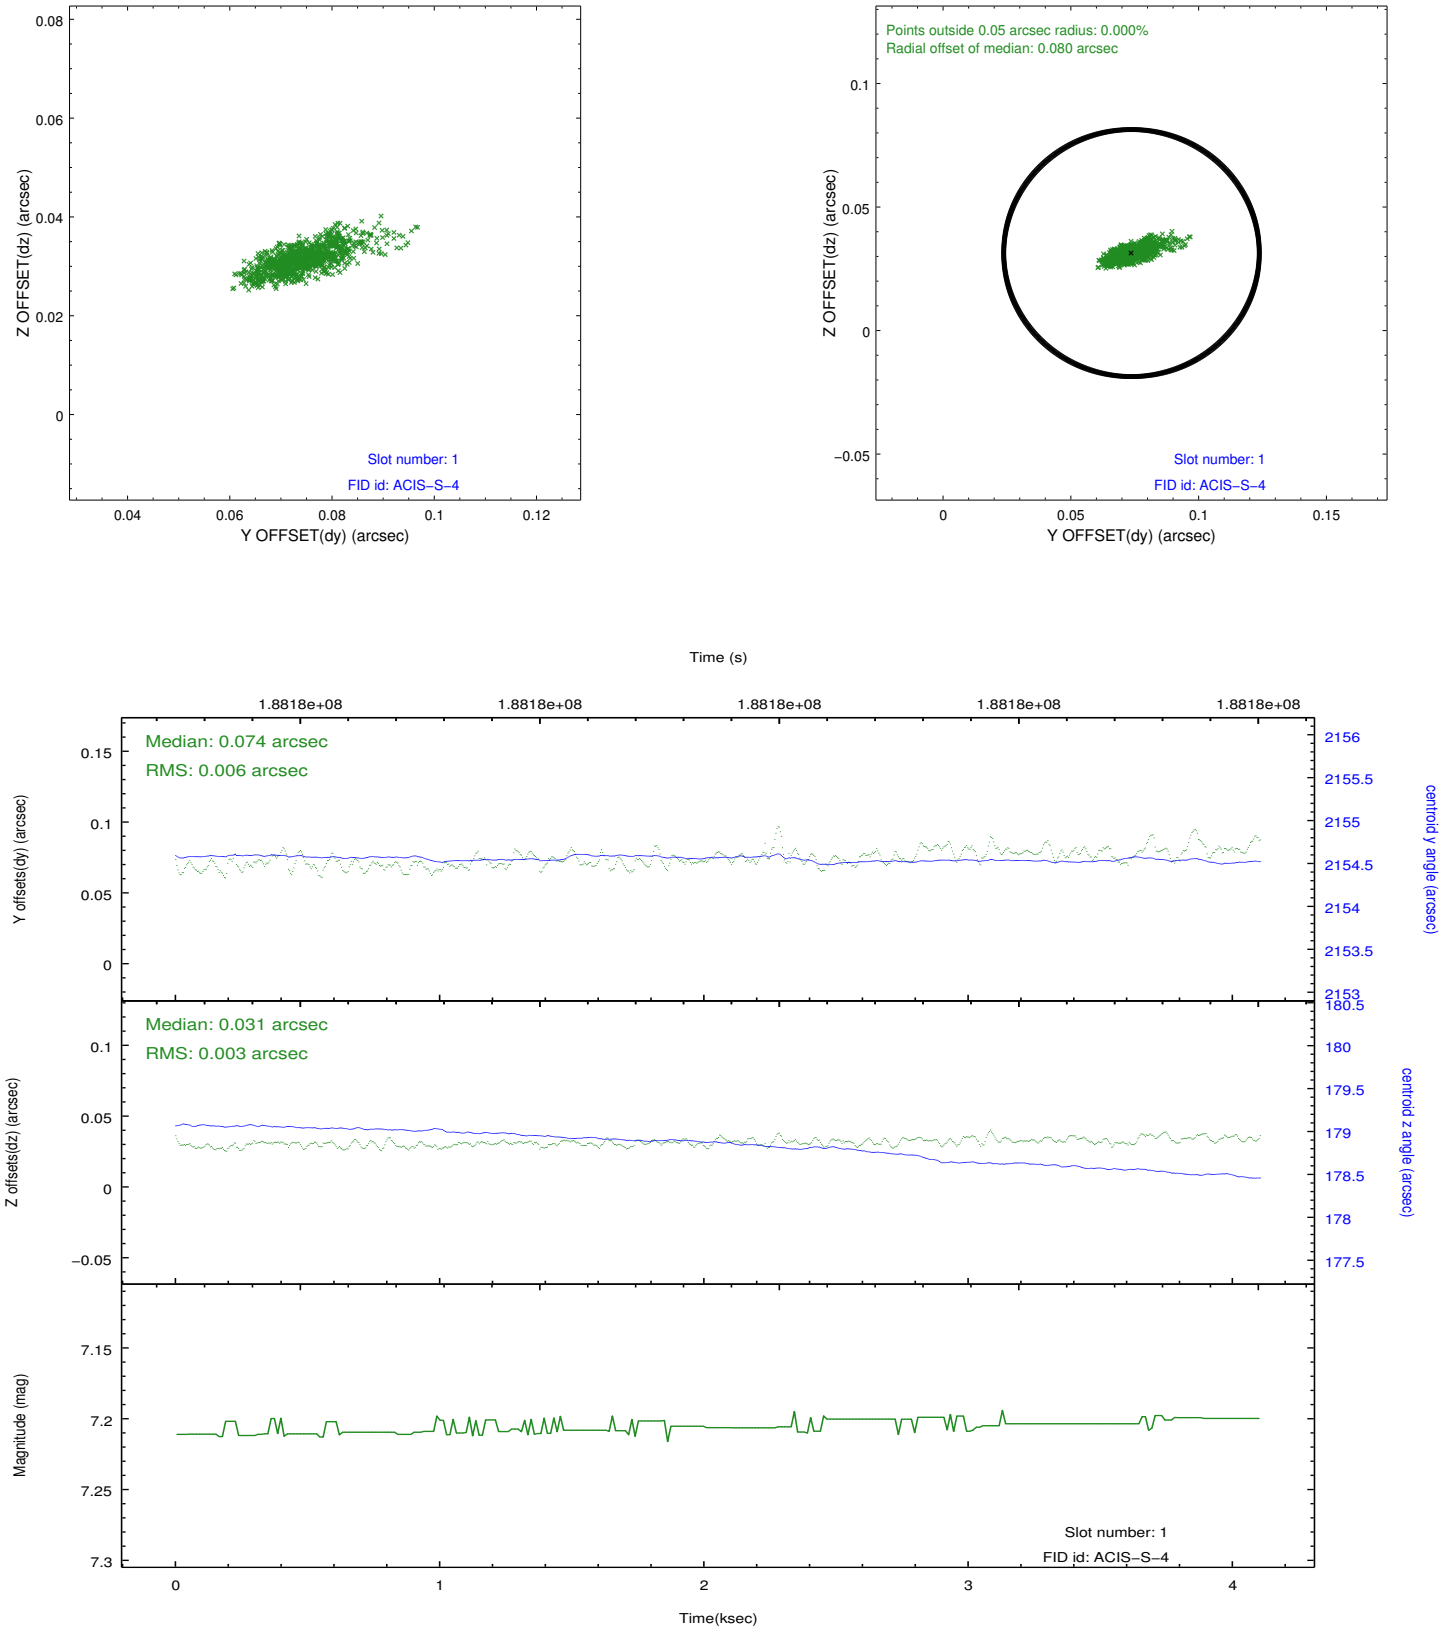 0.08
0.06
0.04
0.02
0
Z OFFSET(dz) (arcsec)
Slot number: 1
FID id: ACIS−S−4
0.04 0.06 0.08 0.1 0.12
Y OFFSET(dy) (arcsec)
Points outside 0.05 arcsec radius: 0.000%
Radial offset of median: 0.080 arcsec
0.1
0.05
0
−0.05
Z OFFSET(dz) (arcsec)
Slot number: 1
FID id: ACIS−S−4
0 0.05 0.1 0.15
Y OFFSET(dy) (arcsec)
Time (s)
1.8818e+08 1.8818e+08 1.8818e+08 1.8818e+08 1.8818e+08
Median: 0.074 arcsec
RMS: 0.006 arcsec
0.15
0.1
0.05
0
Y offsets(dy) (arcsec)
2156
2155.5
2155
2154.5
2154
2153.5
2153
centroid y angle (arcsec)
Median: 0.031 arcsec
RMS: 0.003 arcsec
0.1
0.05
0
−0.05
Z offsets(dz) (arcsec)
180.5
180
179.5
179
178.5
178
177.5
centroid z angle (arcsec)
7.15
7.2
7.25
7.3
Magnitude (mag)
Slot number: 1
FID id: ACIS−S−4
0 1 2 3 4
Time(ksec)